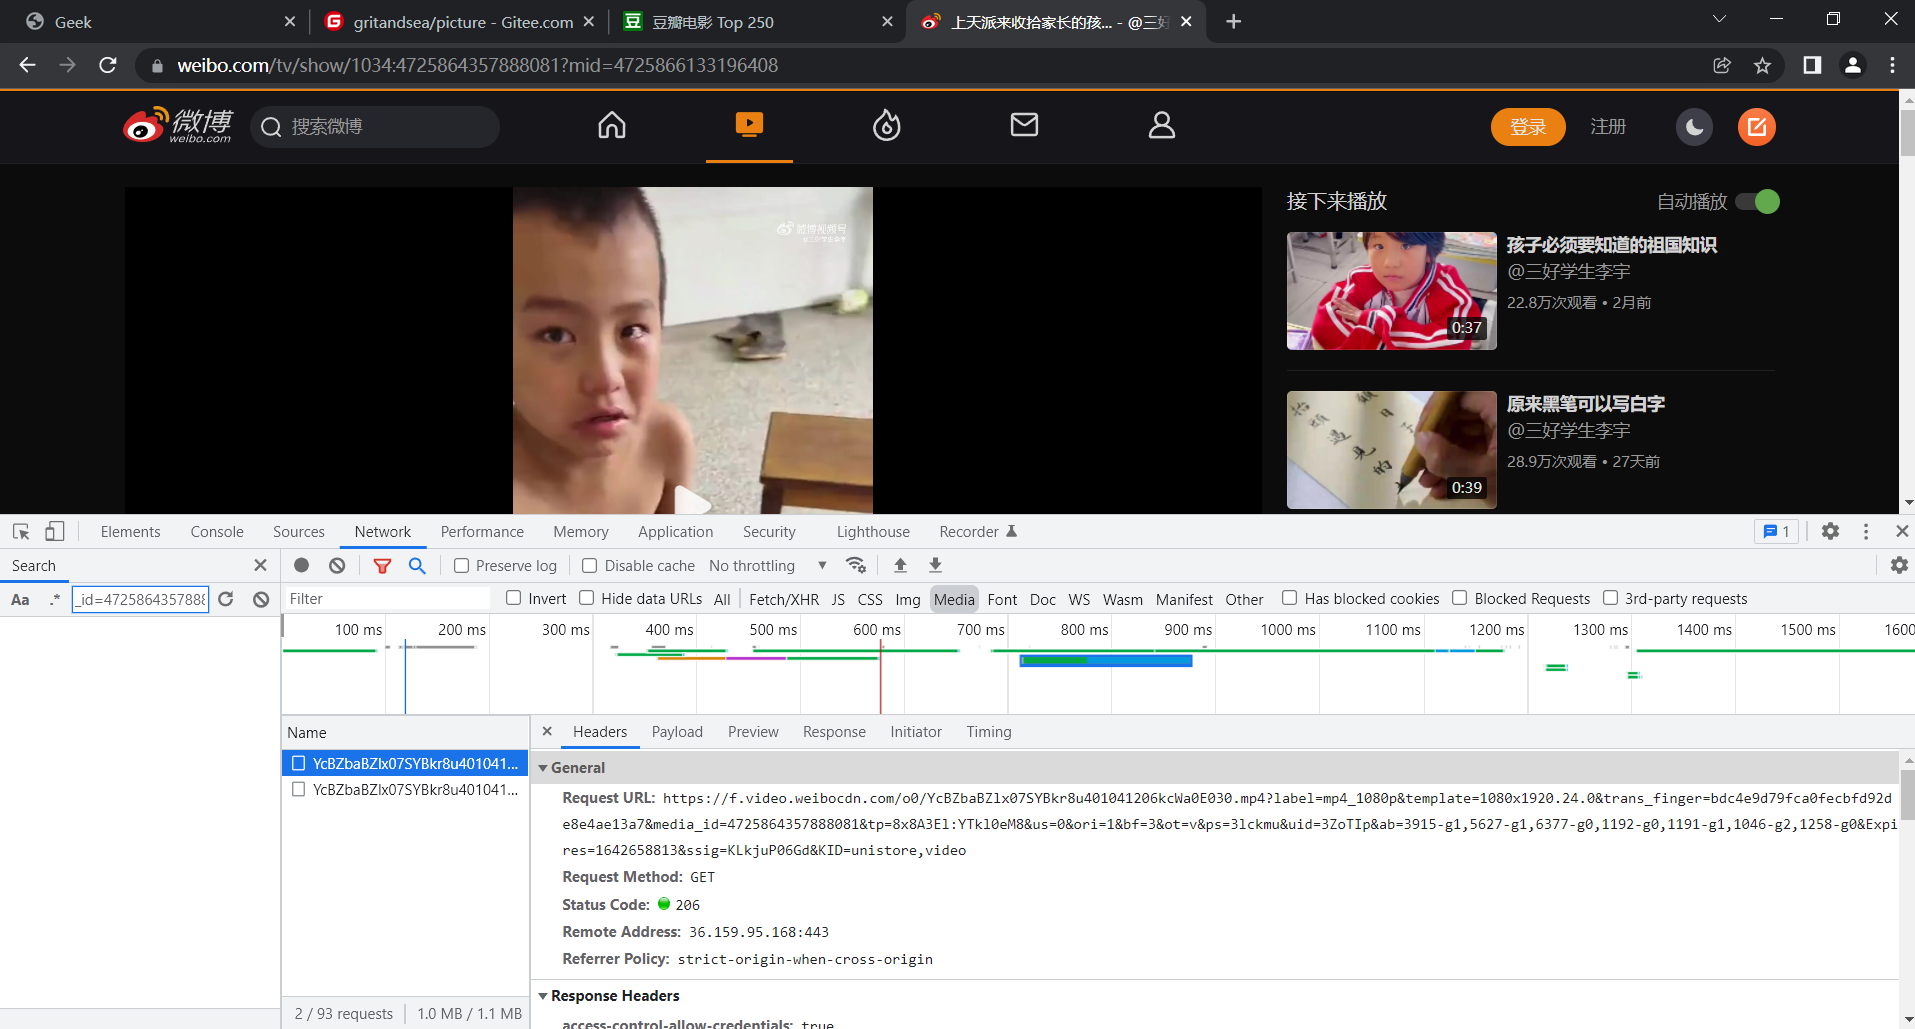 Geek
gritandsea/picture - Gitee.com
豆瓣电影 Top 250
上天派来收拾家长的孩... - @三好
weibo.com/tv/show/1034:4725864357888081?mid=4725866133196408
微博
weibo.com
搜索微博
登录
注册
微博视频号
接下来播放
自动播放
孩子必须要知道的祖国知识
@三好学生李宇
22.8万次观看 • 2月前
0:37
原来黑笔可以写白字
@三好学生李宇
28.9万次观看 • 27天前
0:39
Elements Console Sources Network Performance Memory Application Security Lighthouse Recorder 1
Search
Preserve log Disable cache No throttling
Aa .* _id=4725864357888
Filter Invert Hide data URLs All Fetch/XHR JS CSS Img Media Font Doc WS Wasm Manifest Other Has blocked cookies Blocked Requests 3rd-party requests
100 ms 200 ms 300 ms 400 ms 500 ms 600 ms 700 ms 800 ms 900 ms 1000 ms 1100 ms 1200 ms 1300 ms 1400 ms 1500 ms 1600
Name
YcBZbaBZlx07SYBkr8u401041...
YcBZbaBZlx07SYBkr8u401041...
Headers Payload Preview Response Initiator Timing
General
Request URL: https://f.video.weibocdn.com/o0/YcBZbaBZlx07SYBkr8u401041206kcWa0E030.mp4?label=mp4_1080p&template=1080x1920.24.0&trans_finger=bdc4e9d79fca0fecbfd92d
e8e4ae13a7&media_id=4725864357888081&tp=8x8A3El:YTkl0eM8&us=0&ori=1&bf=3&ot=v&ps=3lckmu&uid=3ZoTIp&ab=3915-g1,5627-g1,6377-g0,1192-g0,1191-g1,1046-g2,1258-g0&Expi
res=1642658813&ssig=KLkjuP06Gd&KID=unistore,video
Request Method: GET
Status Code: 206
Remote Address: 36.159.95.168:443
Referrer Policy: strict-origin-when-cross-origin
Response Headers
access-control-allow-credentials: true
2 / 93 requests 1.0 MB / 1.1 MB